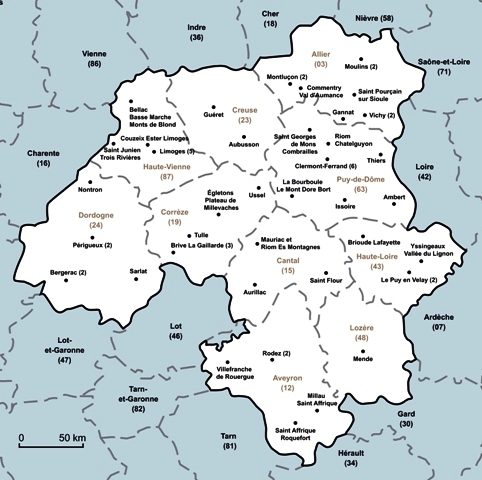 s
Cher
(18)
Indre
(36)
Nièvre (58)
Vienne
(86)
Allier
(03)
Saône-et-Loire
(71)
Moulins (2)
Montluçon (2)
Commentry
Val d'Aumance
Saint Pourçain
sur Sioule
Bellac
Basse Marche
Monts de Blond
Creuse
(23)
Guéret
Gannat
Vichy (2)
Couzeix Ester Limoges
Saint Junien
Trois Rivières
Limoges (5)
Aubusson
Saint Georges
de Mons
Combrailles
Riom
Chatelguyon
Charente
(16)
Haute-Vienne
(87)
Clermont-Ferrand (6)
Thiers
Loire
(42)
Nontron
Égletons
Plateau de
Millevaches
Ussel
La Bourboule
Le Mont Dore Bort
Puy-de-Dôme
(63)
Issoire
Ambert
Dordogne
(24)
Corrèze
(19)
Périgueux (2)
Tulle
Brive La Gaillarde (3)
Mauriac et
Riom Es Montagnes
Brioude Lafayette
Yssingeaux
Vallée du Lignon
Haute-Loire
(43)
Cantal
(15)
Bergerac (2)
Sarlat
Saint Flour
Le Puy en Velay (2)
Aurillac
Ardèche
(07)
Lot
(46)
Lot-
et-Garonne
(47)
Lozère
(48)
Mende
Rodez (2)
Villefranche
de Rouergue
Aveyron
(12)
Tarn-
et-Garonne
(82)
Millau
Saint Affrique
Gard
(30)
Saint Affrique
Roquefort
Tarn
(81)
Hérault
(34)
0 50 km